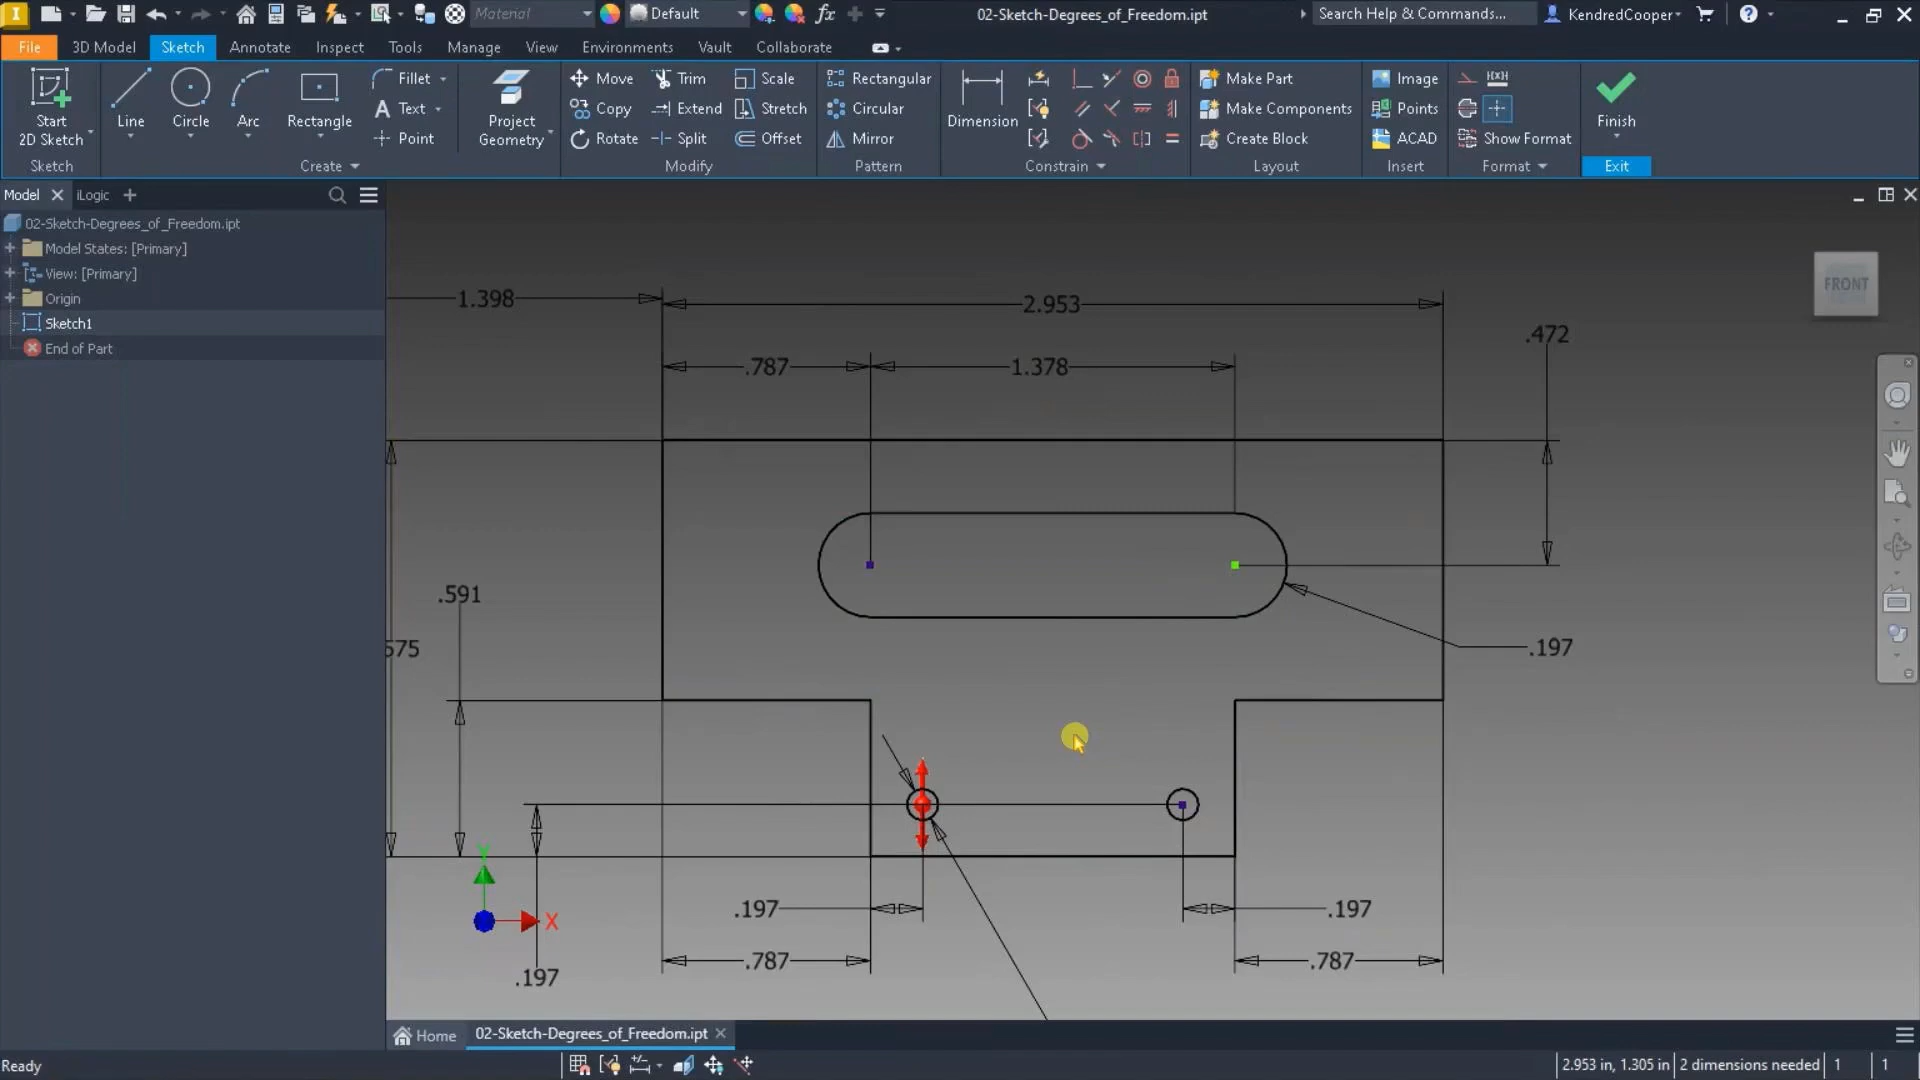 I
Material
Default
fx
02-Sketch-Degrees_of_Freedom.ipt
Search Help & Commands...
KendredCooper
?
File
3D Model
Sketch
Annotate
Inspect
Tools
Manage
View
Environments
Vault
Collaborate
Start
2D Sketch
Line
Circle
Arc
Rectangle
Fillet
A Text
Point
Project
Geometry
Move
Copy
Rotate
Trim
Extend
Split
Scale
Stretch
Offset
Rectangular
Circular
Mirror
Dimension
Make Part
Make Components
Create Block
Image
Points
ACAD
Show Format
Finish
Sketch
Create
Modify
Pattern
Constrain
Layout
Insert
Format
Exit
Model
iLogic
02-Sketch-Degrees_of_Freedom.ipt
Model States: [Primary]
View: [Primary]
Origin
Sketch1
End of Part
FRONT
1.398
2.953
.472
.787
1.378
.591
575
.197
.197
.197
.787
.787
.197
Y
X
Home
02-Sketch-Degrees_of_Freedom.ipt
Ready
2.953 in, 1.305 in
2 dimensions needed
1
1